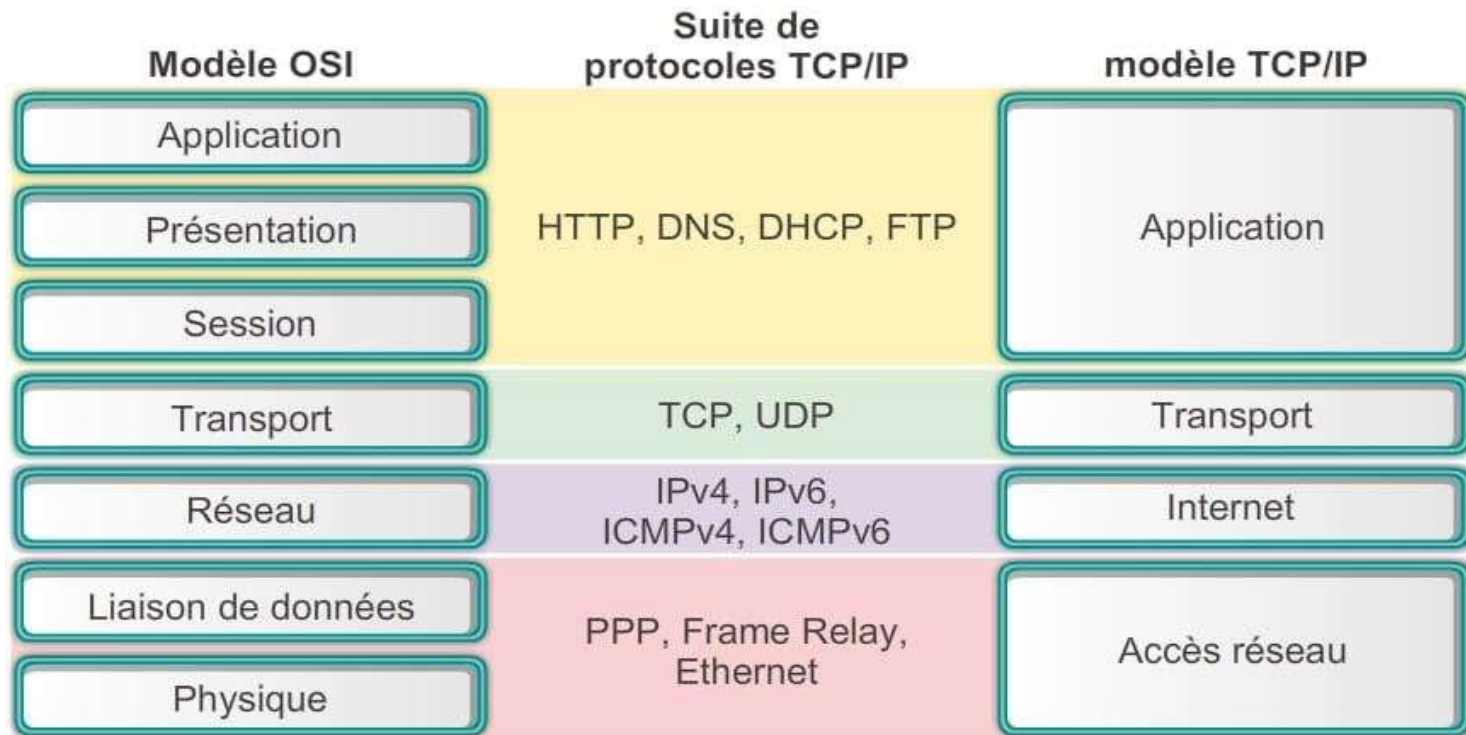 Modèle OSI
Suite de
protocoles TCP/IP
modèle TCP/IP
Application
Présentation
Session
HTTP, DNS, DHCP, FTP
Application
Transport
TCP, UDP
Transport
Réseau
IPv4, IPv6,
ICMPv4, ICMPv6
Internet
Liaison de données
Physique
PPP, Frame Relay,
Ethernet
Accès réseau